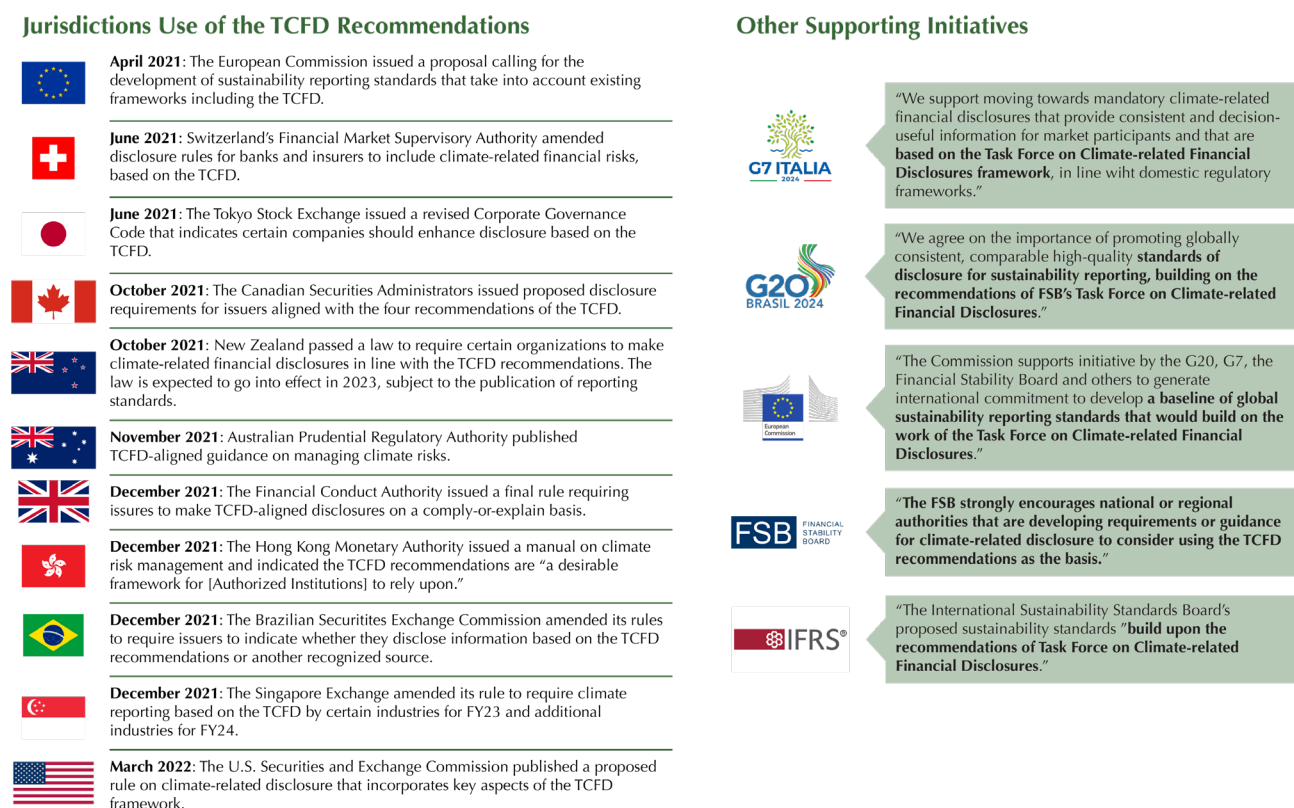 Jurisdictions Use of the TCFD Recommendations
April 2021: The European Commission issued a proposal calling for the
development of sustainability reporting standards that take into account existing
frameworks including the TCFD.
June 2021: Switzerland's Financial Market Supervisory Authority amended
disclosure rules for banks and insurers to include climate-related financial risks,
based on the TCFD.
June 2021: The Tokyo Stock Exchange issued a revised Corporate Governance
Code that indicates certain companies should enhance disclosure based on the
TCFD.
October 2021: The Canadian Securities Administrators issued proposed disclosure
requirements for issuers aligned with the four recommendations of the TCFD.
October 2021: New Zealand passed a law to require certain organizations to make
climate-related financial disclosures in line with the TCFD recommendations. The
law is expected to go into effect in 2023, subject to the publication of reporting
standards.
November 2021: Australian Prudential Regulatory Authority published
TCFD-aligned guidance on managing climate risks.
December 2021: The Financial Conduct Authority issued a final rule requiring
issures to make TCFD-aligned disclosures on a comply-or-explain basis.
December 2021: The Hong Kong Monetary Authority issued a manual on climate
risk management and indicated the TCFD recommendations are "a desirable
framework for [Authorized Institutions] to rely upon."
December 2021: The Brazilian Securitites Exchange Commission amended its rules
to require issuers to indicate whether they disclose information based on the TCFD
recommendations or another recognized source.
December 2021: The Singapore Exchange amended its rule to require climate
reporting based on the TCFD by certain industries for FY23 and additional
industries for FY24.
March 2022: The U.S. Securities and Exchange Commission published a proposed
rule on climate-related disclosure that incorporates key aspects of the TCFD
framework.
Other Supporting Initiatives
G7 ITALIA
2024
"We support moving towards mandatory climate-related
financial disclosures that provide consistent and decision-
useful information for market participants and that are
based on the Task Force on Climate-related Financial
Disclosures framework, in line wiht domestic regulatory
frameworks."
G20
BRASIL 2024
"We agree on the importance of promoting globally
consistent, comparable high-quality standards of
disclosure for sustainability reporting, building on the
recommendations of FSB's Task Force on Climate-related
Financial Disclosures."
European
Commission
"The Commission supports initiative by the G20, G7, the
Financial Stability Board and others to generate
international commitment to develop a baseline of global
sustainability reporting standards that would build on the
work of the Task Force on Climate-related Financial
Disclosures."
FSB FINANCIAL
STABILITY
BOARD
"The FSB strongly encourages national or regional
authorities that are developing requirements or guidance
for climate-related disclosure to consider using the TCFD
recommendations as the basis."
IFRS®
"The International Sustainability Standards Board's
proposed sustainability standards "build upon the
recommendations of Task Force on Climate-related
Financial Disclosures."